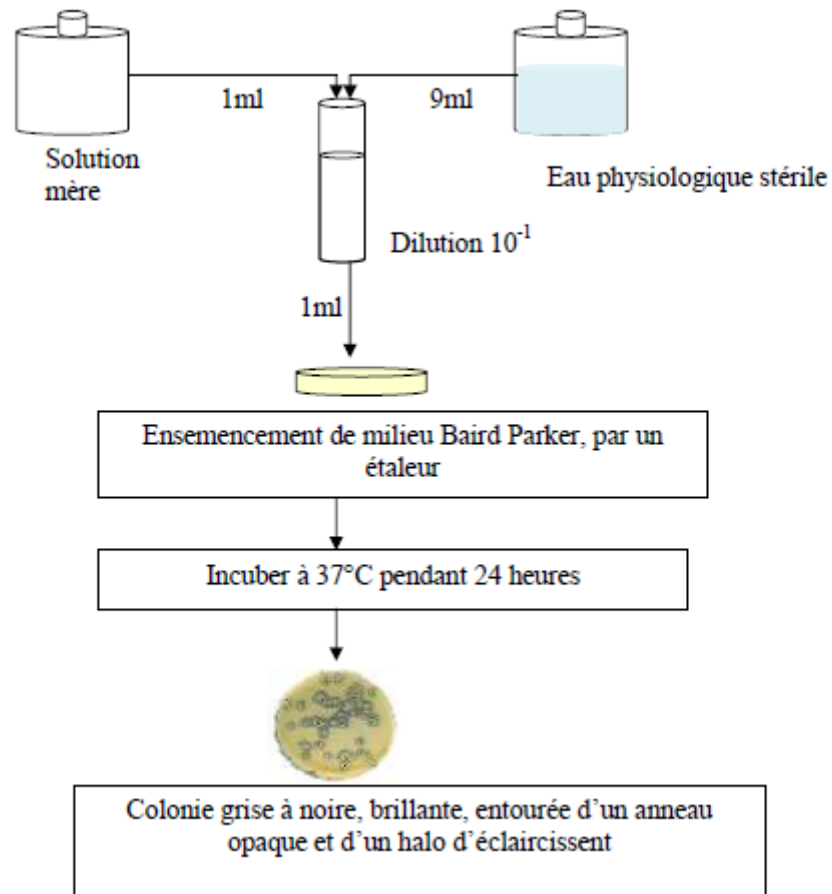 1ml
9ml
Solution
mère
Eau physiologique stérile
Dilution 10⁻¹
1ml
Ensemencement de milieu Baird Parker, par un
étaleur
Incuber à 37°C pendant 24 heures
Colonie grise à noire, brillante, entourée d’un anneau
opaque et d’un halo d’éclaircissent